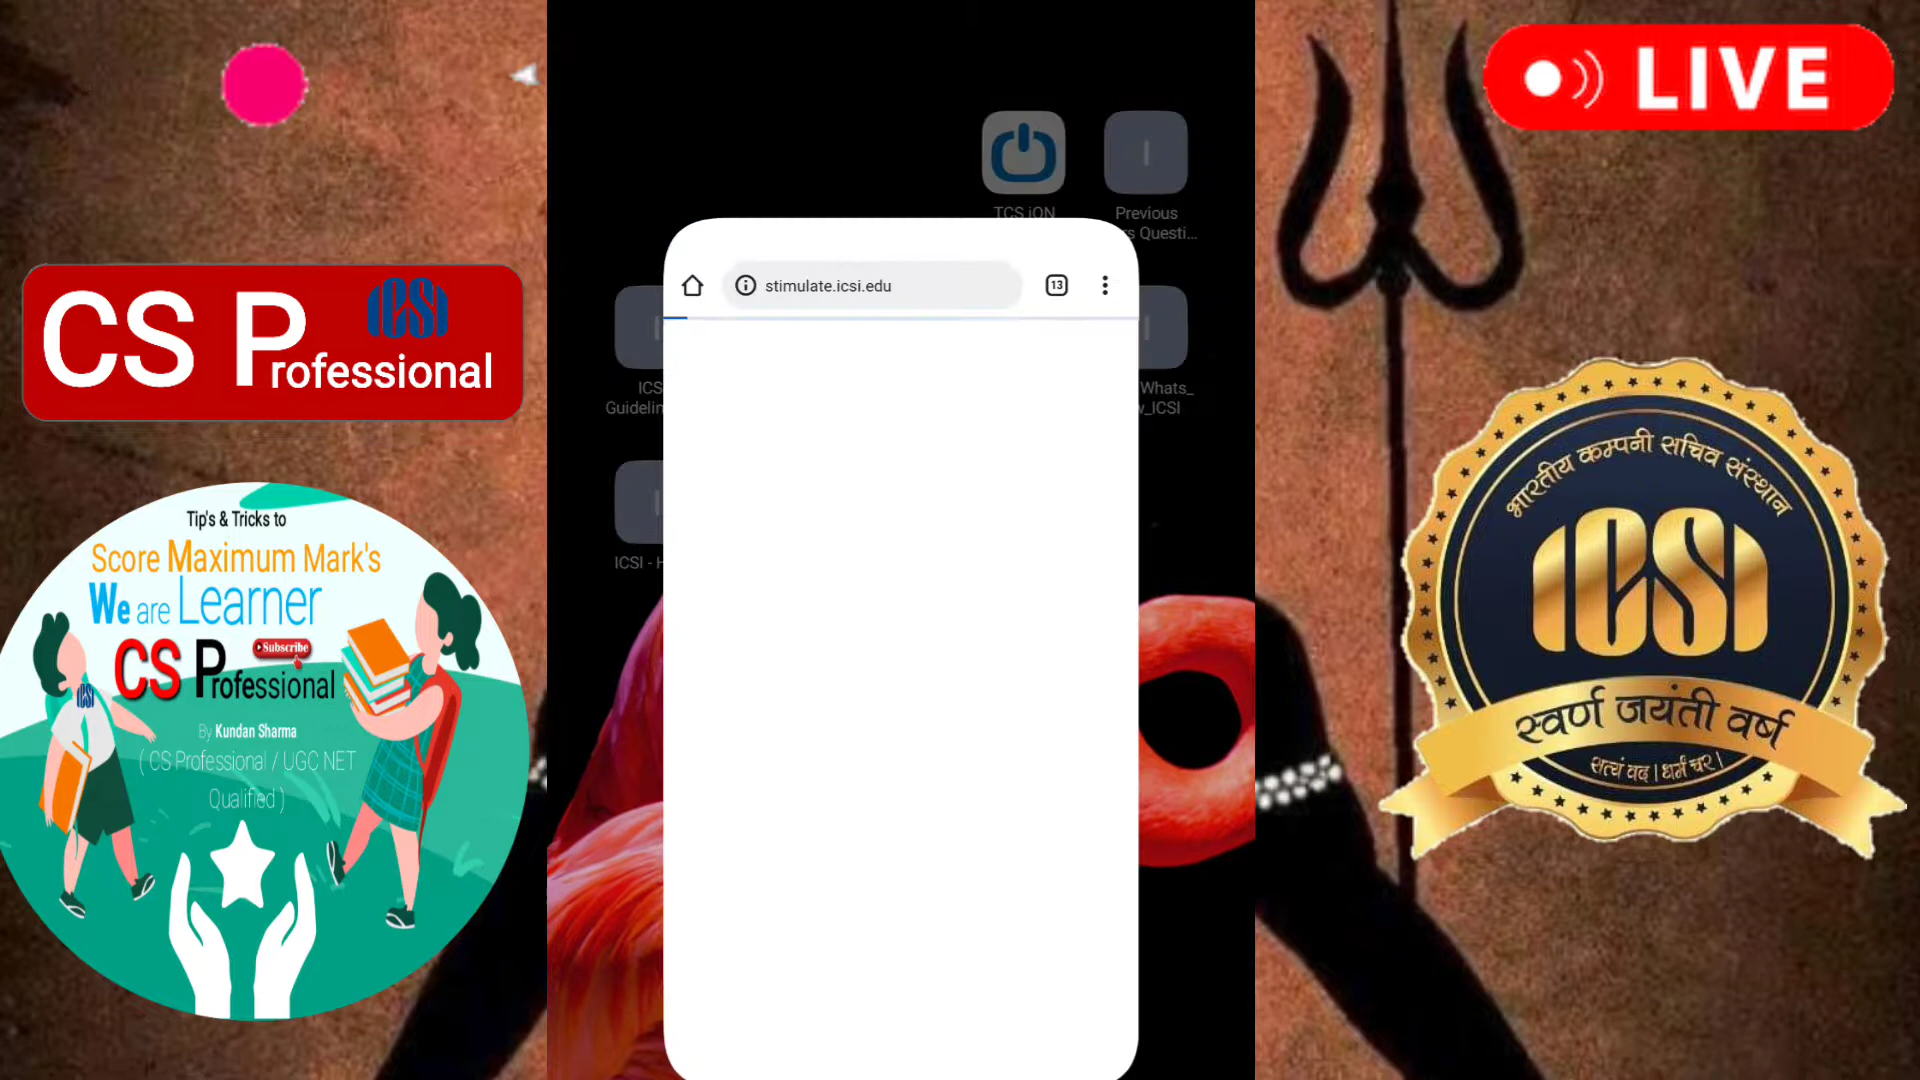 LIVE
CS Professional
ICSI
Tip's & Tricks to
Score Maximum Mark's
We are Learner
Subscribe
CS Professional
By Kundan Sharma
( CS Professional / UGC NET
Qualified )
TCS iON
Previous
rs Questi...
stimulate.icsi.edu
13
ICS
Guidelin
Whats_
w_ICSI
ICSI - H
भारतीय कम्पनी सचिव संस्थान
ICSI
स्वर्ण जयंती वर्ष
सत्यं वद। धर्मं चर।